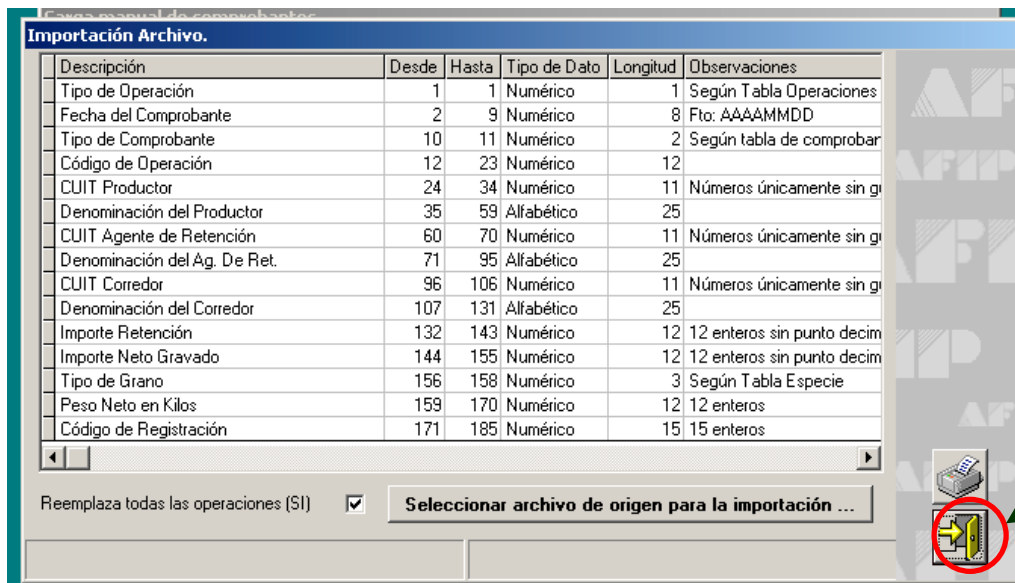 Carga manual de comprobantes
Importación Archivo.
Descripción Desde Hasta Tipo de Dato Longitud Observaciones
Tipo de Operación 1 1 Numérico 1 Según Tabla Operaciones
Fecha del Comprobante 2 9 Numérico 8 Fto: AAAAMMDD
Tipo de Comprobante 10 11 Numérico 2 Según tabla de comprobar
Código de Operación 12 23 Numérico 12
CUIT Productor 24 34 Numérico 11 Números únicamente sin gu
Denominación del Productor 35 59 Alfabético 25
CUIT Agente de Retención 60 70 Numérico 11 Números únicamente sin gu
Denominación del Ag. De Ret. 71 95 Alfabético 25
CUIT Corredor 96 106 Numérico 11 Números únicamente sin gu
Denominación del Corredor 107 131 Alfabético 25
Importe Retención 132 143 Numérico 12 12 enteros sin punto decim
Importe Neto Gravado 144 155 Numérico 12 12 enteros sin punto decim
Tipo de Grano 156 158 Numérico 3 Según Tabla Especie
Peso Neto en Kilos 159 170 Numérico 12 12 enteros
Código de Registración 171 185 Numérico 15 15 enteros
Reemplaza todas las operaciones (SI)
Seleccionar archivo de origen para la importación ...
AFIP